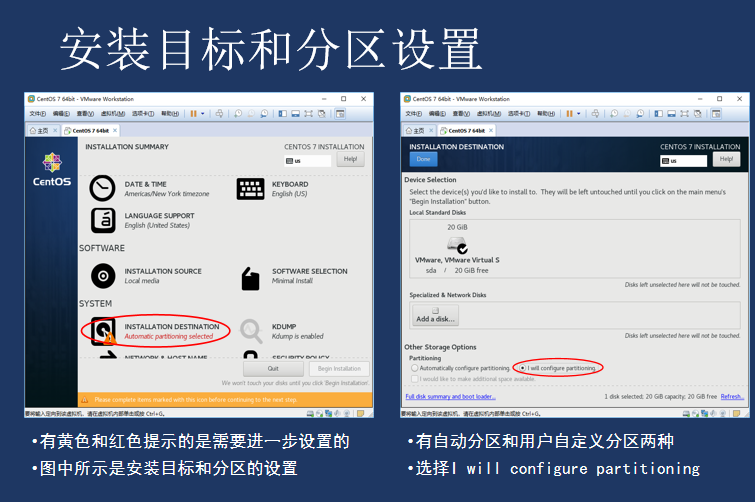 安装目标和分区设置
CentOS 7 64bit - VMware Workstation
文件(F) 编辑(E) 查看(V) 虚拟机(M) 选项卡(T) 帮助(H)
主页 CentOS 7 64bit
CentOS
INSTALLATION SUMMARY
CENTOS 7 INSTALLATION
us Help!
DATE & TIME
Americas/New York timezone
KEYBOARD
English (US)
LANGUAGE SUPPORT
English (United States)
SOFTWARE
INSTALLATION SOURCE
Local media
SOFTWARE SELECTION
Minimal Install
SYSTEM
INSTALLATION DESTINATION
Automatic partitioning selected
KDUMP
Kdump is enabled
NETWORK & HOST NAME
SECURITY POLICY
Quit Begin Installation
We won't touch your disks until you click 'Begin Installation'.
Please complete items marked with this icon before continuing to the next step.
要将输入定向到该虚拟机，请在虚拟机内部单击或按 Ctrl+G。
•有黄色和红色提示的是需要进一步设置的
•图中所示是安装目标和分区的设置
CentOS 7 64bit - VMware Workstation
文件(F) 编辑(E) 查看(V) 虚拟机(M) 选项卡(T) 帮助(H)
主页 CentOS 7 64bit
INSTALLATION DESTINATION
CENTOS 7 INSTALLATION
Done
us Help!
Device Selection
Select the device(s) you'd like to install to. They will be left untouched until you click on the main menu's
"Begin Installation" button.
Local Standard Disks
20 GiB
VMware, VMware Virtual S
sda / 20 GiB free
Disks left unselected here will not be touched.
Specialized & Network Disks
Add a disk...
Disks left unselected here will not be touched.
Other Storage Options
Partitioning
Automatically configure partitioning. I will configure partitioning.
I would like to make additional space available.
Full disk summary and boot loader...
1 disk selected; 20 GiB capacity; 20 GiB free Refresh...
要将输入定向到该虚拟机，请在虚拟机内部单击或按 Ctrl+G。
•有自动分区和用户自定义分区两种
•选择I will configure partitioning